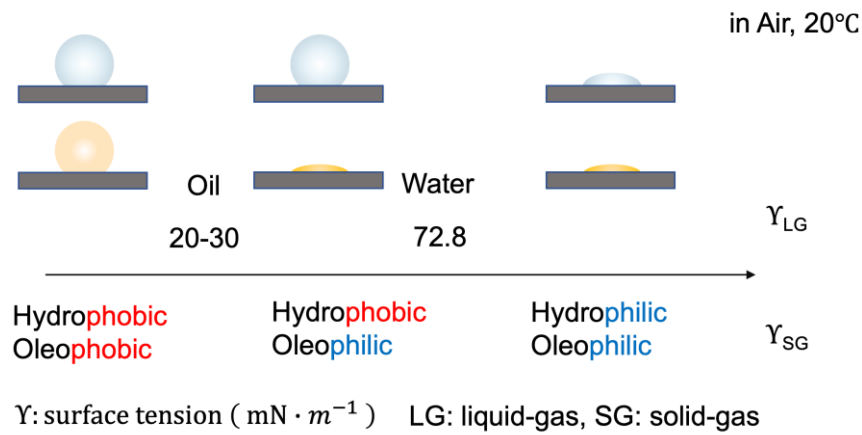 in Air, 20℃
Oil
Water
20-30
72.8
ϒLG
Hydrophobic
Oleophobic
Hydrophobic
Oleophilic
Hydrophilic
Oleophilic
ϒSG
ϒ: surface tension ( mN · m⁻¹ ) LG: liquid-gas, SG: solid-gas